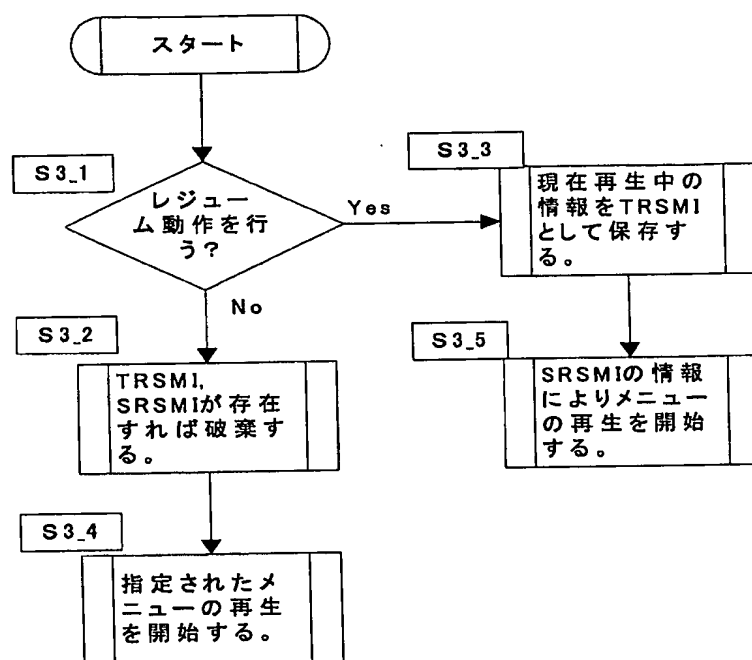 スタート
S3_1
レジュー
ム動作を行
う?
Yes
No
S3_3
現在再生中の
情報をTRSMI
として保存す
る。
S3_2
TRSMI,
SRSMIが存在
すれば破棄す
る。
S3_5
SRSMIの情報
によりメニュー
の再生を開始
する。
S3_4
指定されたメ
ニューの再生
を開始する。